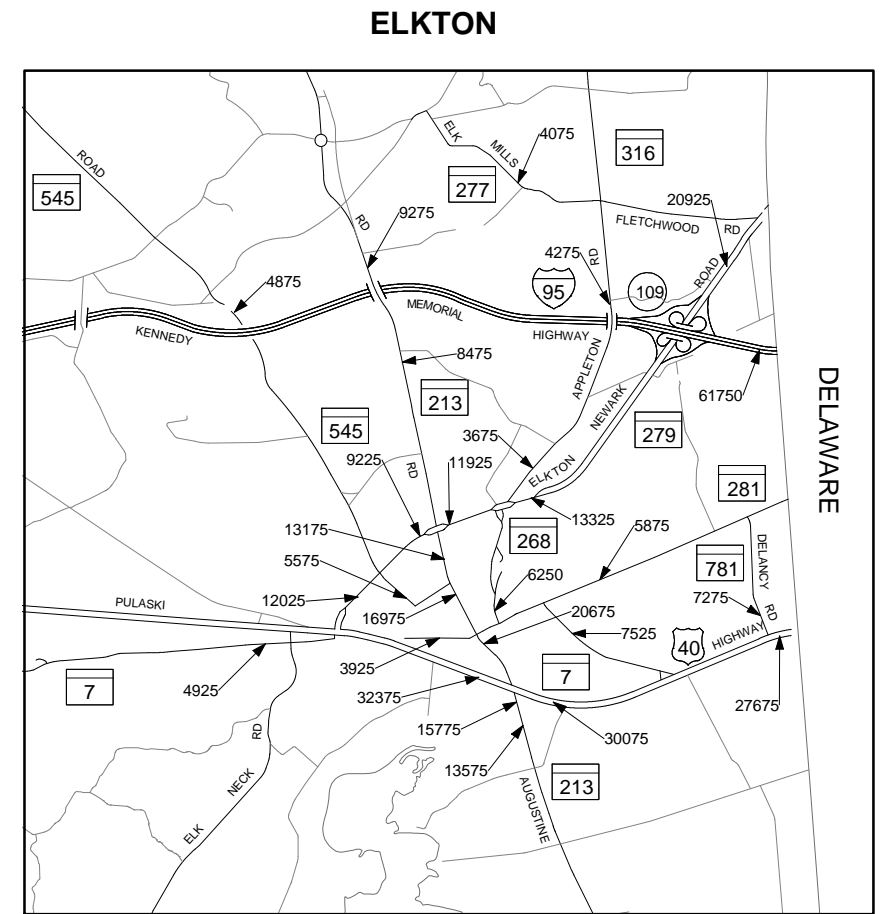 ELKTON
ELK
MILLS
4075
316
ROAD
545
277
20925
FLETCHWOOD RD
9275
RD
4275
RD
ROAD
4875
95
109
MEMORIAL
KENNEDY
HIGHWAY
8475
APPLETON
61750
213
NEWARK
DELAWARE
545
279
3675
9225
RD
11925
ELKTON
281
13175
13325
268
5875
5575
781
DELANCY
RD
6250
7275
12025
PULASKI
16975
20675
7525
HIGHWAY
40
3925
7
4925
7
32375
27675
15775
30075
RD
13575
213
NECK
AUGUSTINE
ELK